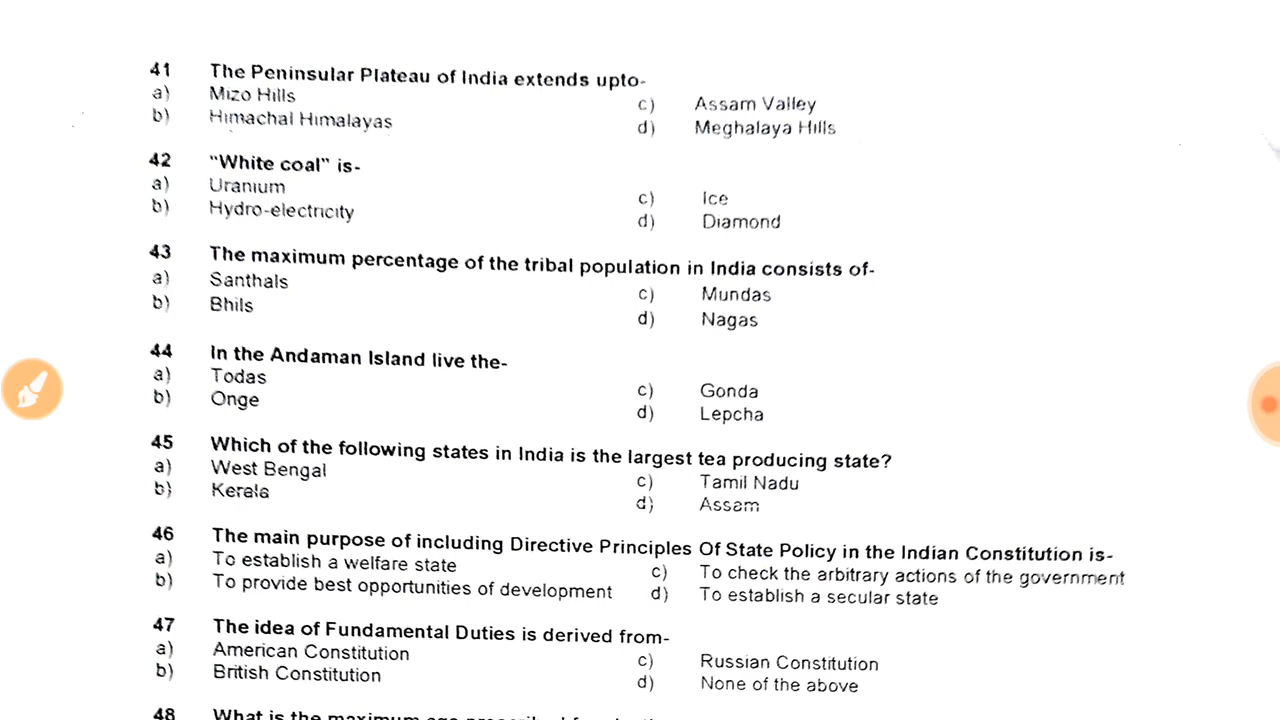 41 The Peninsular Plateau of India extends upto-
a) Mizo Hills c) Assam Valley
b) Himachal Himalayas d) Meghalaya Hills
42 "White coal" is-
a) Uranium c) Ice
b) Hydro-electricity d) Diamond
43 The maximum percentage of the tribal population in India consists of-
a) Santhals c) Mundas
b) Bhils d) Nagas
44 In the Andaman Island live the-
a) Todas c) Gonda
b) Onge d) Lepcha
45 Which of the following states in India is the largest tea producing state?
a) West Bengal c) Tamil Nadu
b) Kerala d) Assam
46 The main purpose of including Directive Principles Of State Policy in the Indian Constitution is-
a) To establish a welfare state c) To check the arbitrary actions of the government
b) To provide best opportunities of development d) To establish a secular state
47 The idea of Fundamental Duties is derived from-
a) American Constitution c) Russian Constitution
b) British Constitution d) None of the above
48 What is the maximum age prescribed